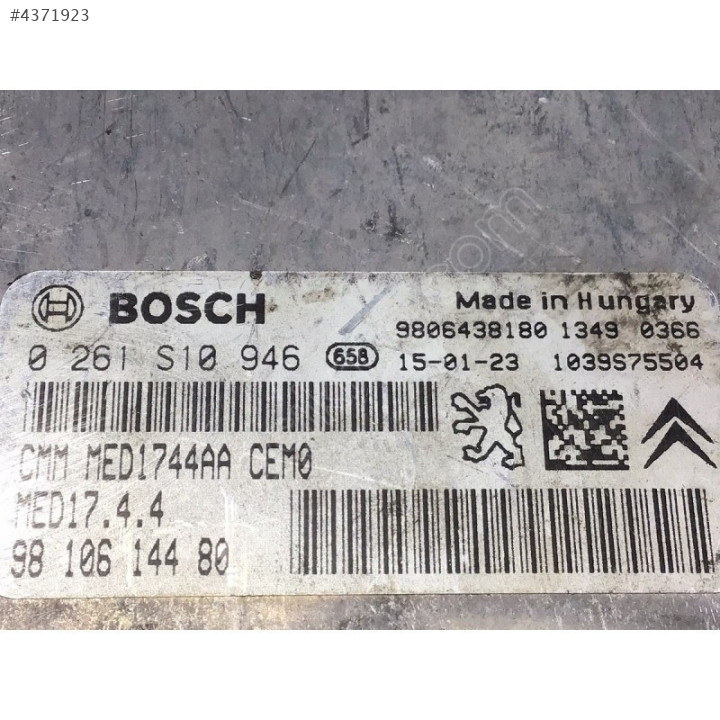 #4371923
.com
BOSCH
Made in Hungary
9806438180 1349 0366
0 261 S10 946 658 15-01-23 1039S75504
CMM MED1744AA CEM0
MED17.4.4
98 106 144 80